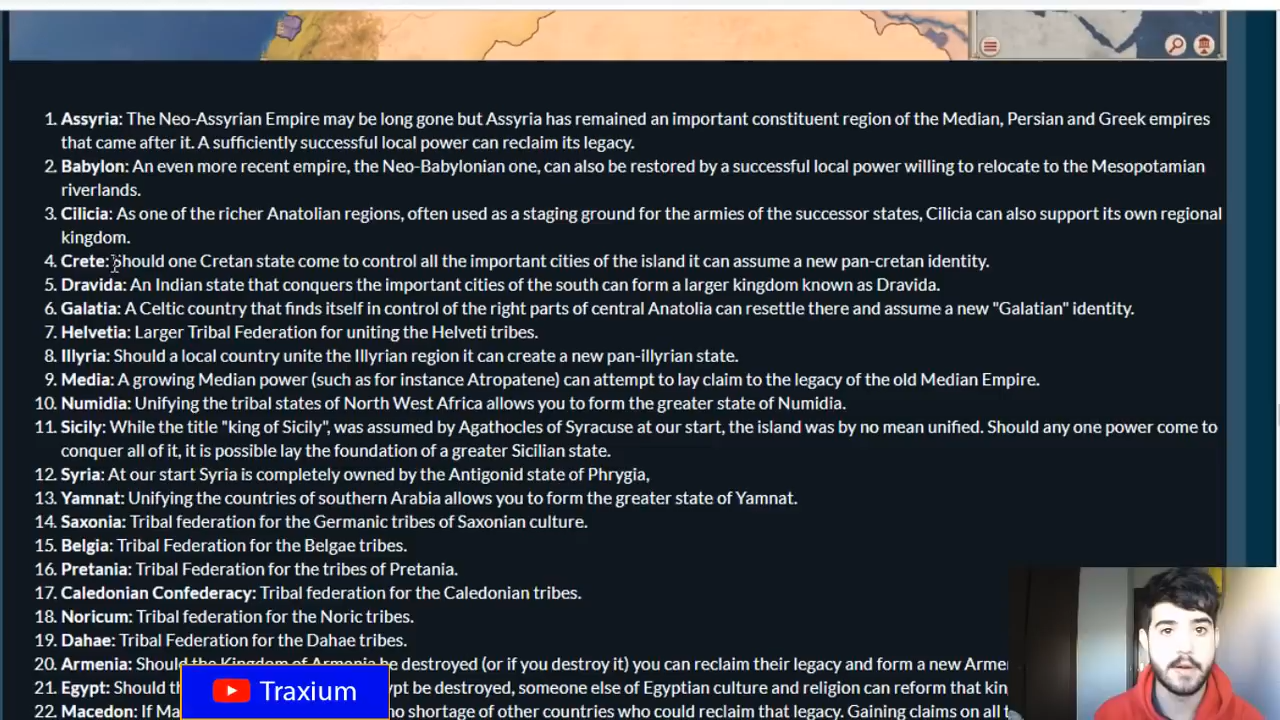 1. Assyria: The Neo-Assyrian Empire may be long gone but Assyria has remained an important constituent region of the Median, Persian and Greek empires
that came after it. A sufficiently successful local power can reclaim its legacy.
2. Babylon: An even more recent empire, the Neo-Babylonian one, can also be restored by a successful local power willing to relocate to the Mesopotamian
riverlands.
3. Cilicia: As one of the richer Anatolian regions, often used as a staging ground for the armies of the successor states, Cilicia can also support its own regional
kingdom.
4. Crete: Should one Cretan state come to control all the important cities of the island it can assume a new pan-cretan identity.
5. Dravida: An Indian state that conquers the important cities of the south can form a larger kingdom known as Dravida.
6. Galatia: A Celtic country that finds itself in control of the right parts of central Anatolia can resettle there and assume a new "Galatian" identity.
7. Helvetia: Larger Tribal Federation for uniting the Helveti tribes.
8. Illyria: Should a local country unite the Illyrian region it can create a new pan-illyrian state.
9. Media: A growing Median power (such as for instance Atropatene) can attempt to lay claim to the legacy of the old Median Empire.
10. Numidia: Unifying the tribal states of North West Africa allows you to form the greater state of Numidia.
11. Sicily: While the title "king of Sicily", was assumed by Agathocles of Syracuse at our start, the island was by no mean unified. Should any one power come to
conquer all of it, it is possible lay the foundation of a greater Sicilian state.
12. Syria: At our start Syria is completely owned by the Antigonid state of Phrygia,
13. Yamnat: Unifying the countries of southern Arabia allows you to form the greater state of Yamnat.
14. Saxonia: Tribal federation for the Germanic tribes of Saxonian culture.
15. Belgia: Tribal Federation for the Belgae tribes.
16. Pretania: Tribal Federation for the tribes of Pretania.
17. Caledonian Confederacy: Tribal federation for the Caledonian tribes.
18. Noricum: Tribal federation for the Noric tribes.
19. Dahae: Tribal Federation for the Dahae tribes.
20. Armenia: Should the Kingdom of Armenia be destroyed (or if you destroy it) you can reclaim their legacy and form a new
21. Egypt: Should be destroyed, someone else of Egyptian culture and religion can reform that
22. Macedon: If no shortage of other countries who could reclaim that legacy. Gaining claims on all
Traxium